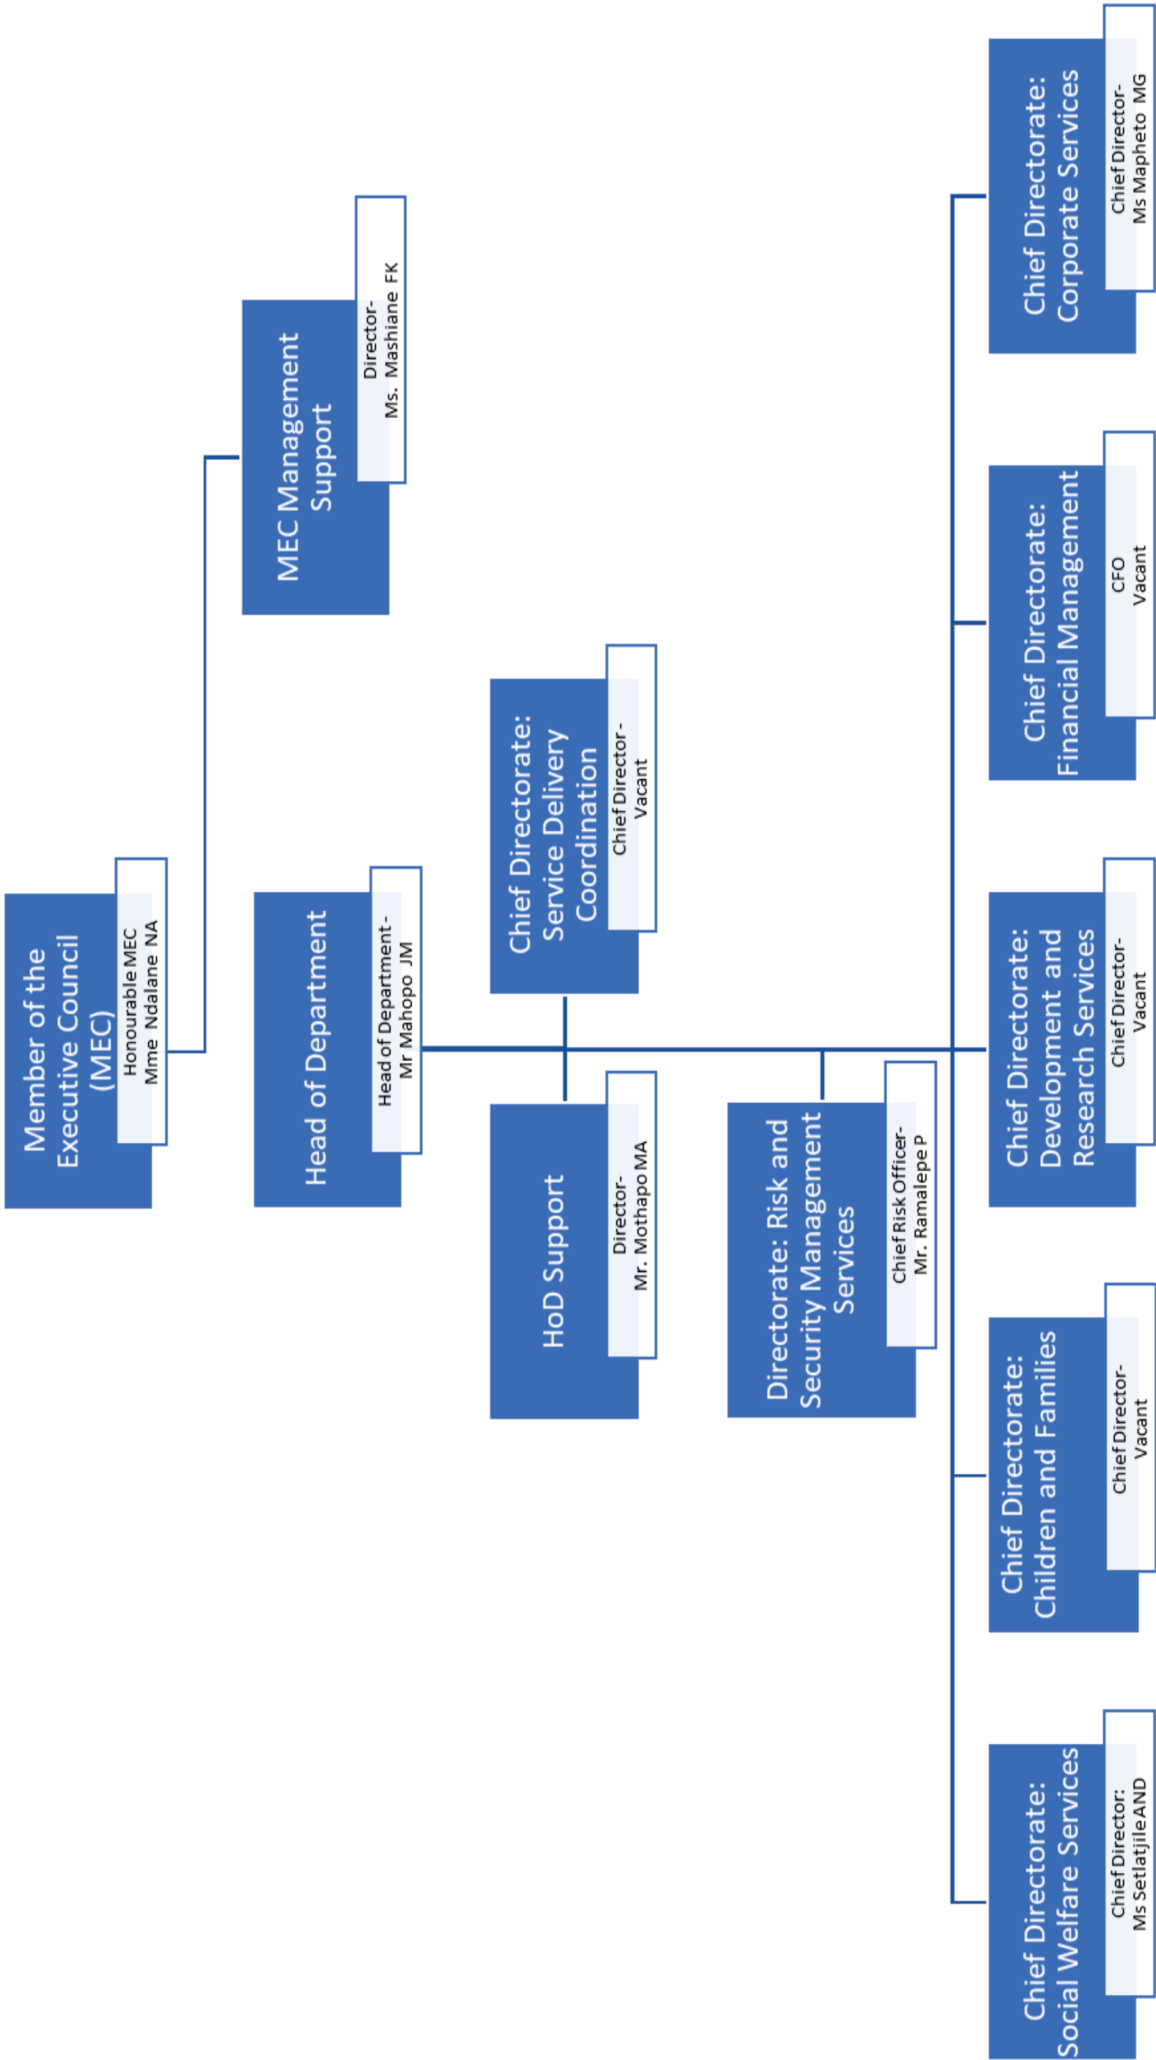 Member of the
Executive Council
(MEC)
Honourable MEC
Mme Ndalane NA
MEC Management
Support
Director-
Ms. Mashiane FK
Head of Department
Head of Department -
Mr Mahopo JM
HoD Support
Director-
Mr. Mothapo MA
Chief Directorate:
Service Delivery
Coordination
Chief Director -
Vacant
Directorate: Risk and
Security Management
Services
Chief Risk Officer-
Mr. Ramalepe P
Chief Directorate:
Social Welfare Services
Chief Director:
Ms Setlatjile AND
Chief Directorate:
Children and Families
Chief Director-
Vacant
Chief Directorate:
Development and
Research Services
Chief Director-
Vacant
Chief Directorate:
Financial Management
CFO
Vacant
Chief Directorate:
Corporate Services
Chief Director-
Ms Mapheto MG